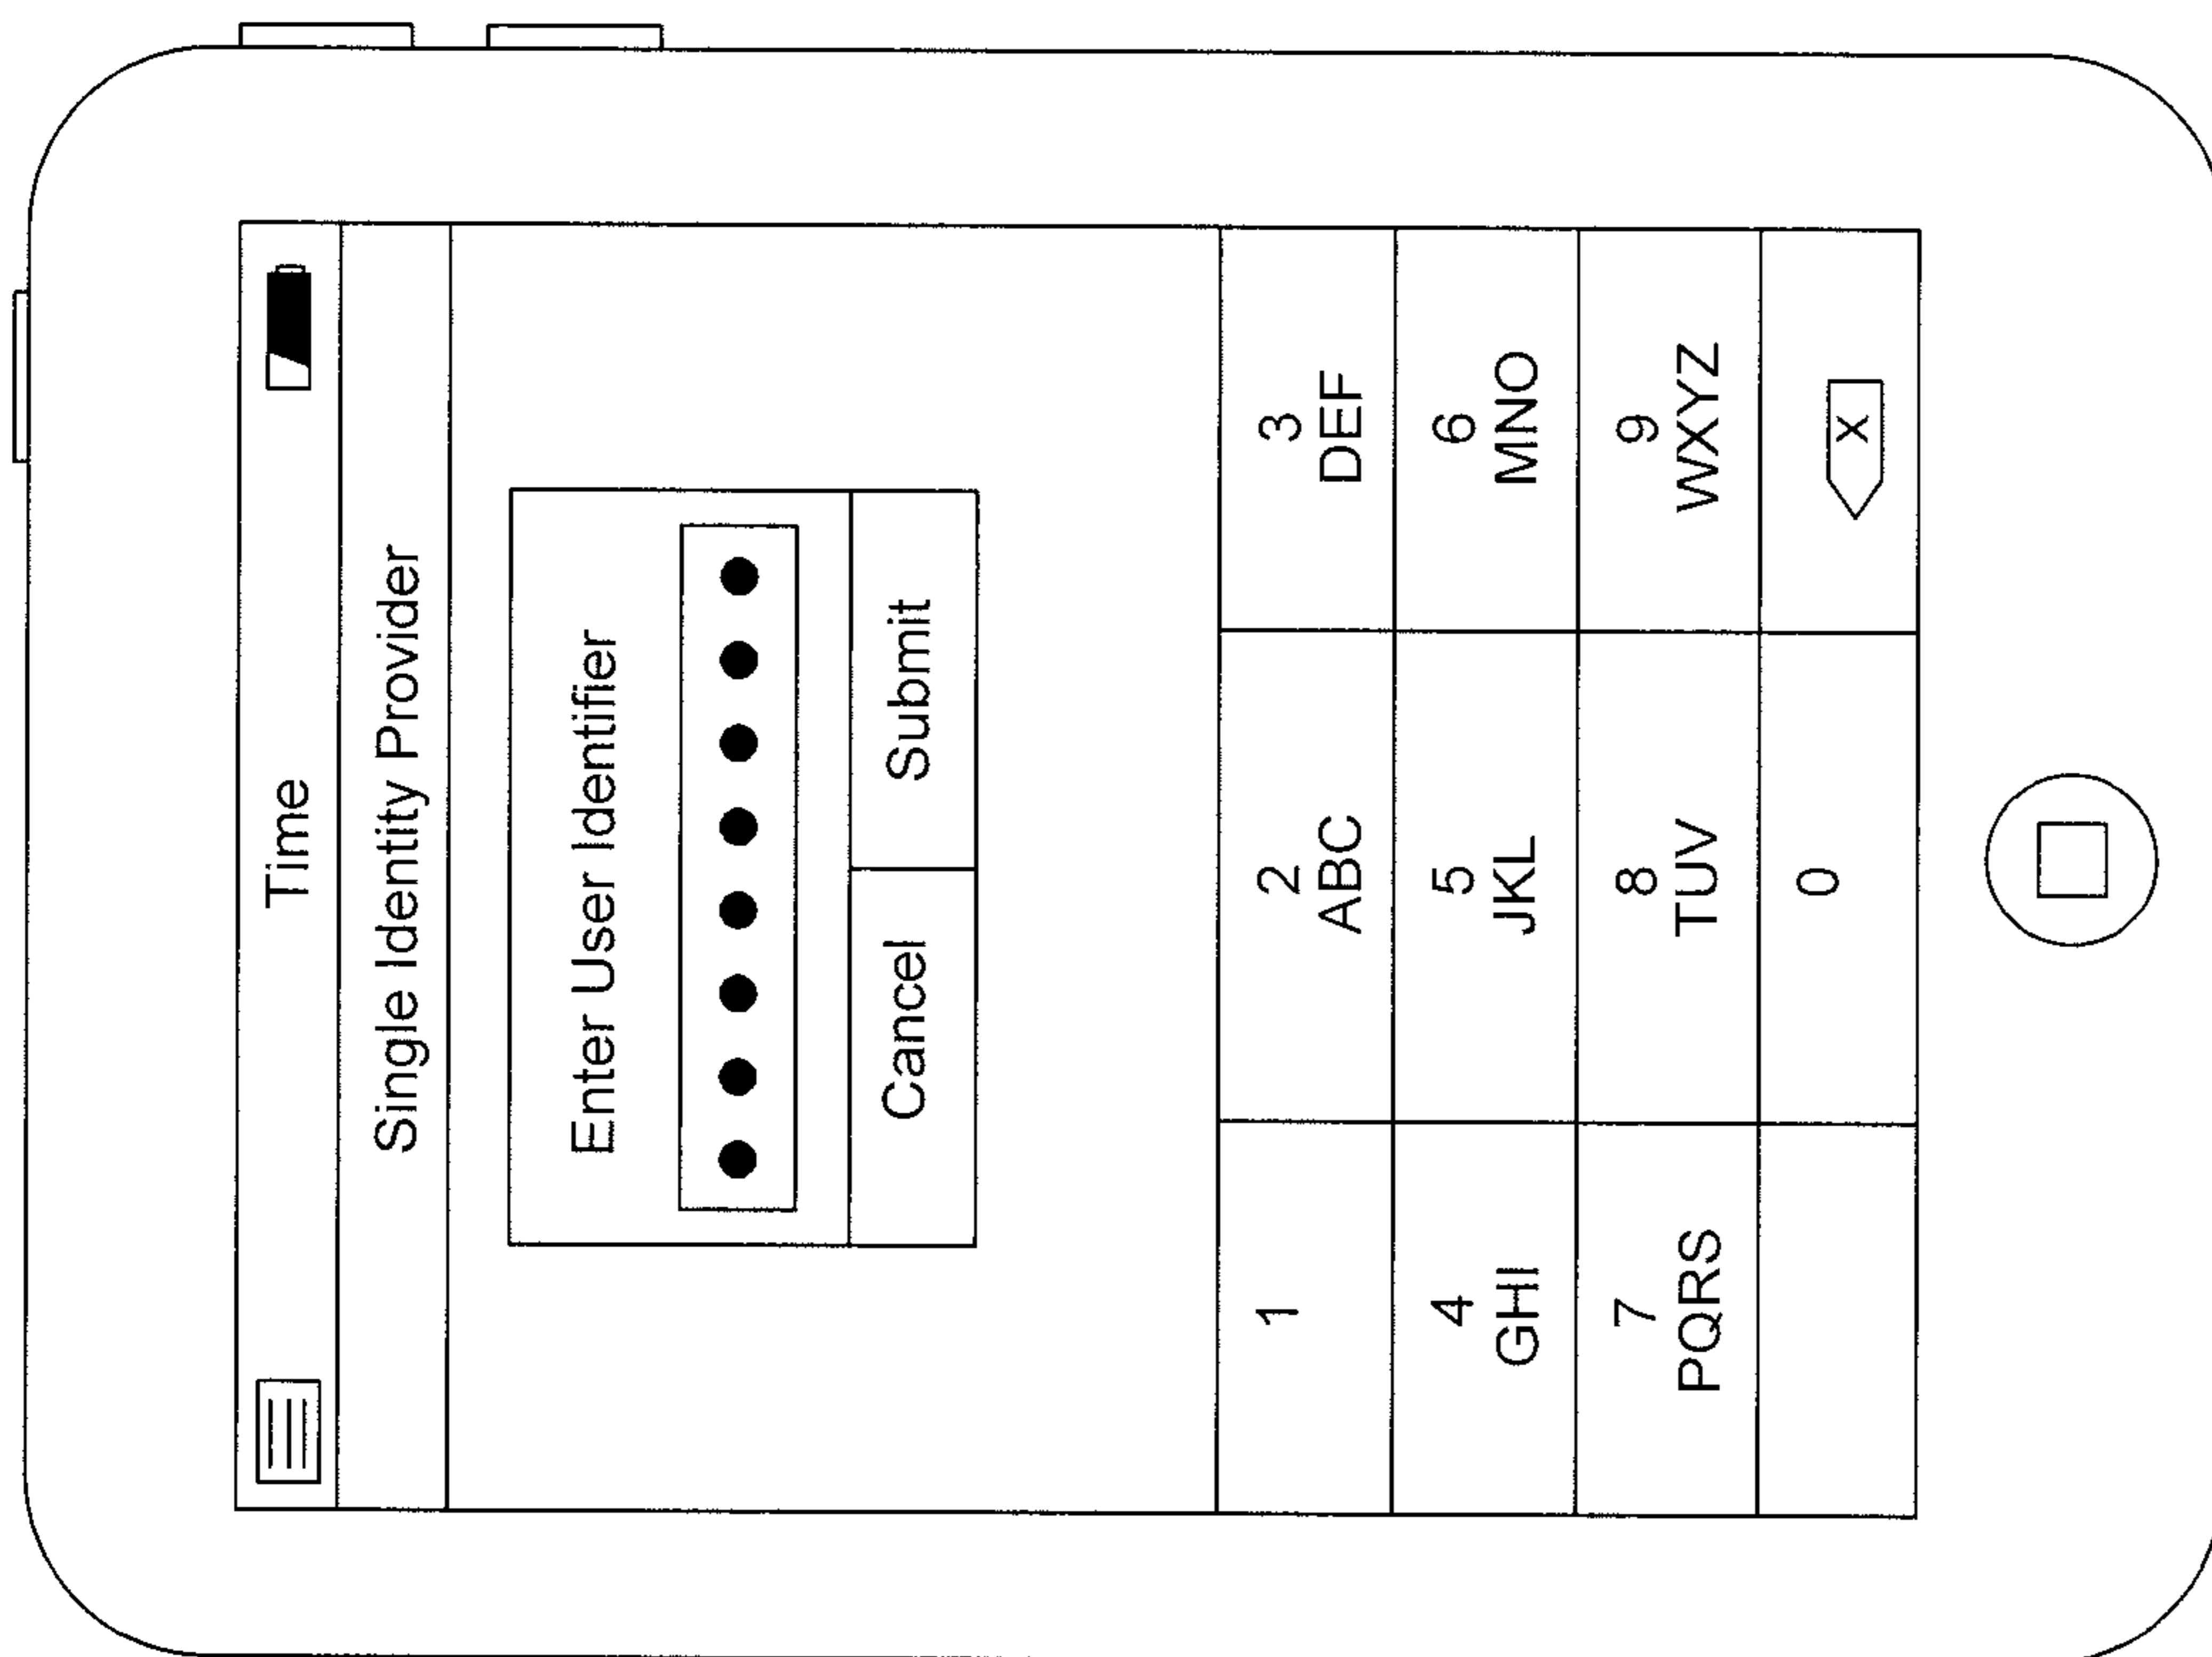 Time
Single Identity Provider
Enter User Identifier
Cancel Submit
1 2 3
ABC DEF
4 5 6
GHI JKL MNO
7 8 9
PQRS TUV WXYZ
0 X